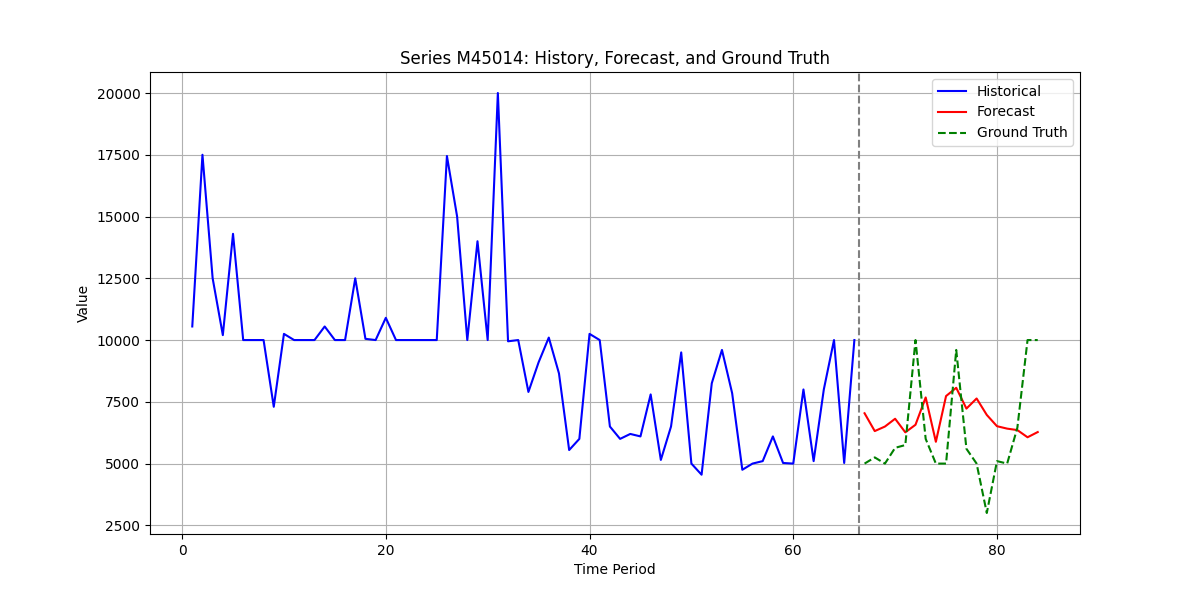 Series M45014: History, Forecast, and Ground Truth
Historical
Forecast
Ground Truth
20000
17500
15000
12500
10000
7500
5000
2500
Value
0
20
40
60
80
Time Period